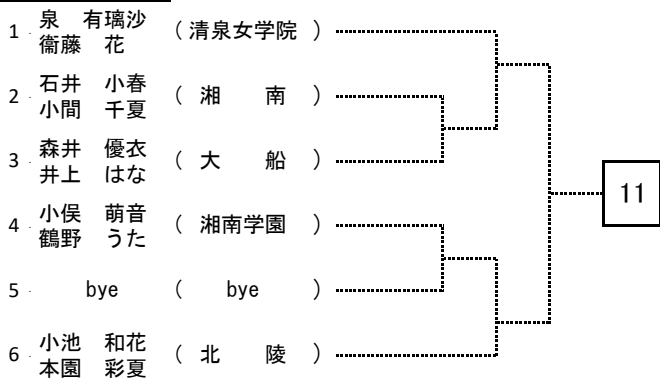 1 泉　有璃沙 （ 清泉女学院 ）
衞藤　花
2 石井　小春 （ 湘　　南 ）
小間　千夏
3 森井　優衣 （ 大　　船 ）
井上　はな
4 小俣　萌音 （ 湘南学園 ）
鶴野　うた
5 bye （ bye ）
6 小池　和花 （ 北　　陵 ）
本園　彩夏
11